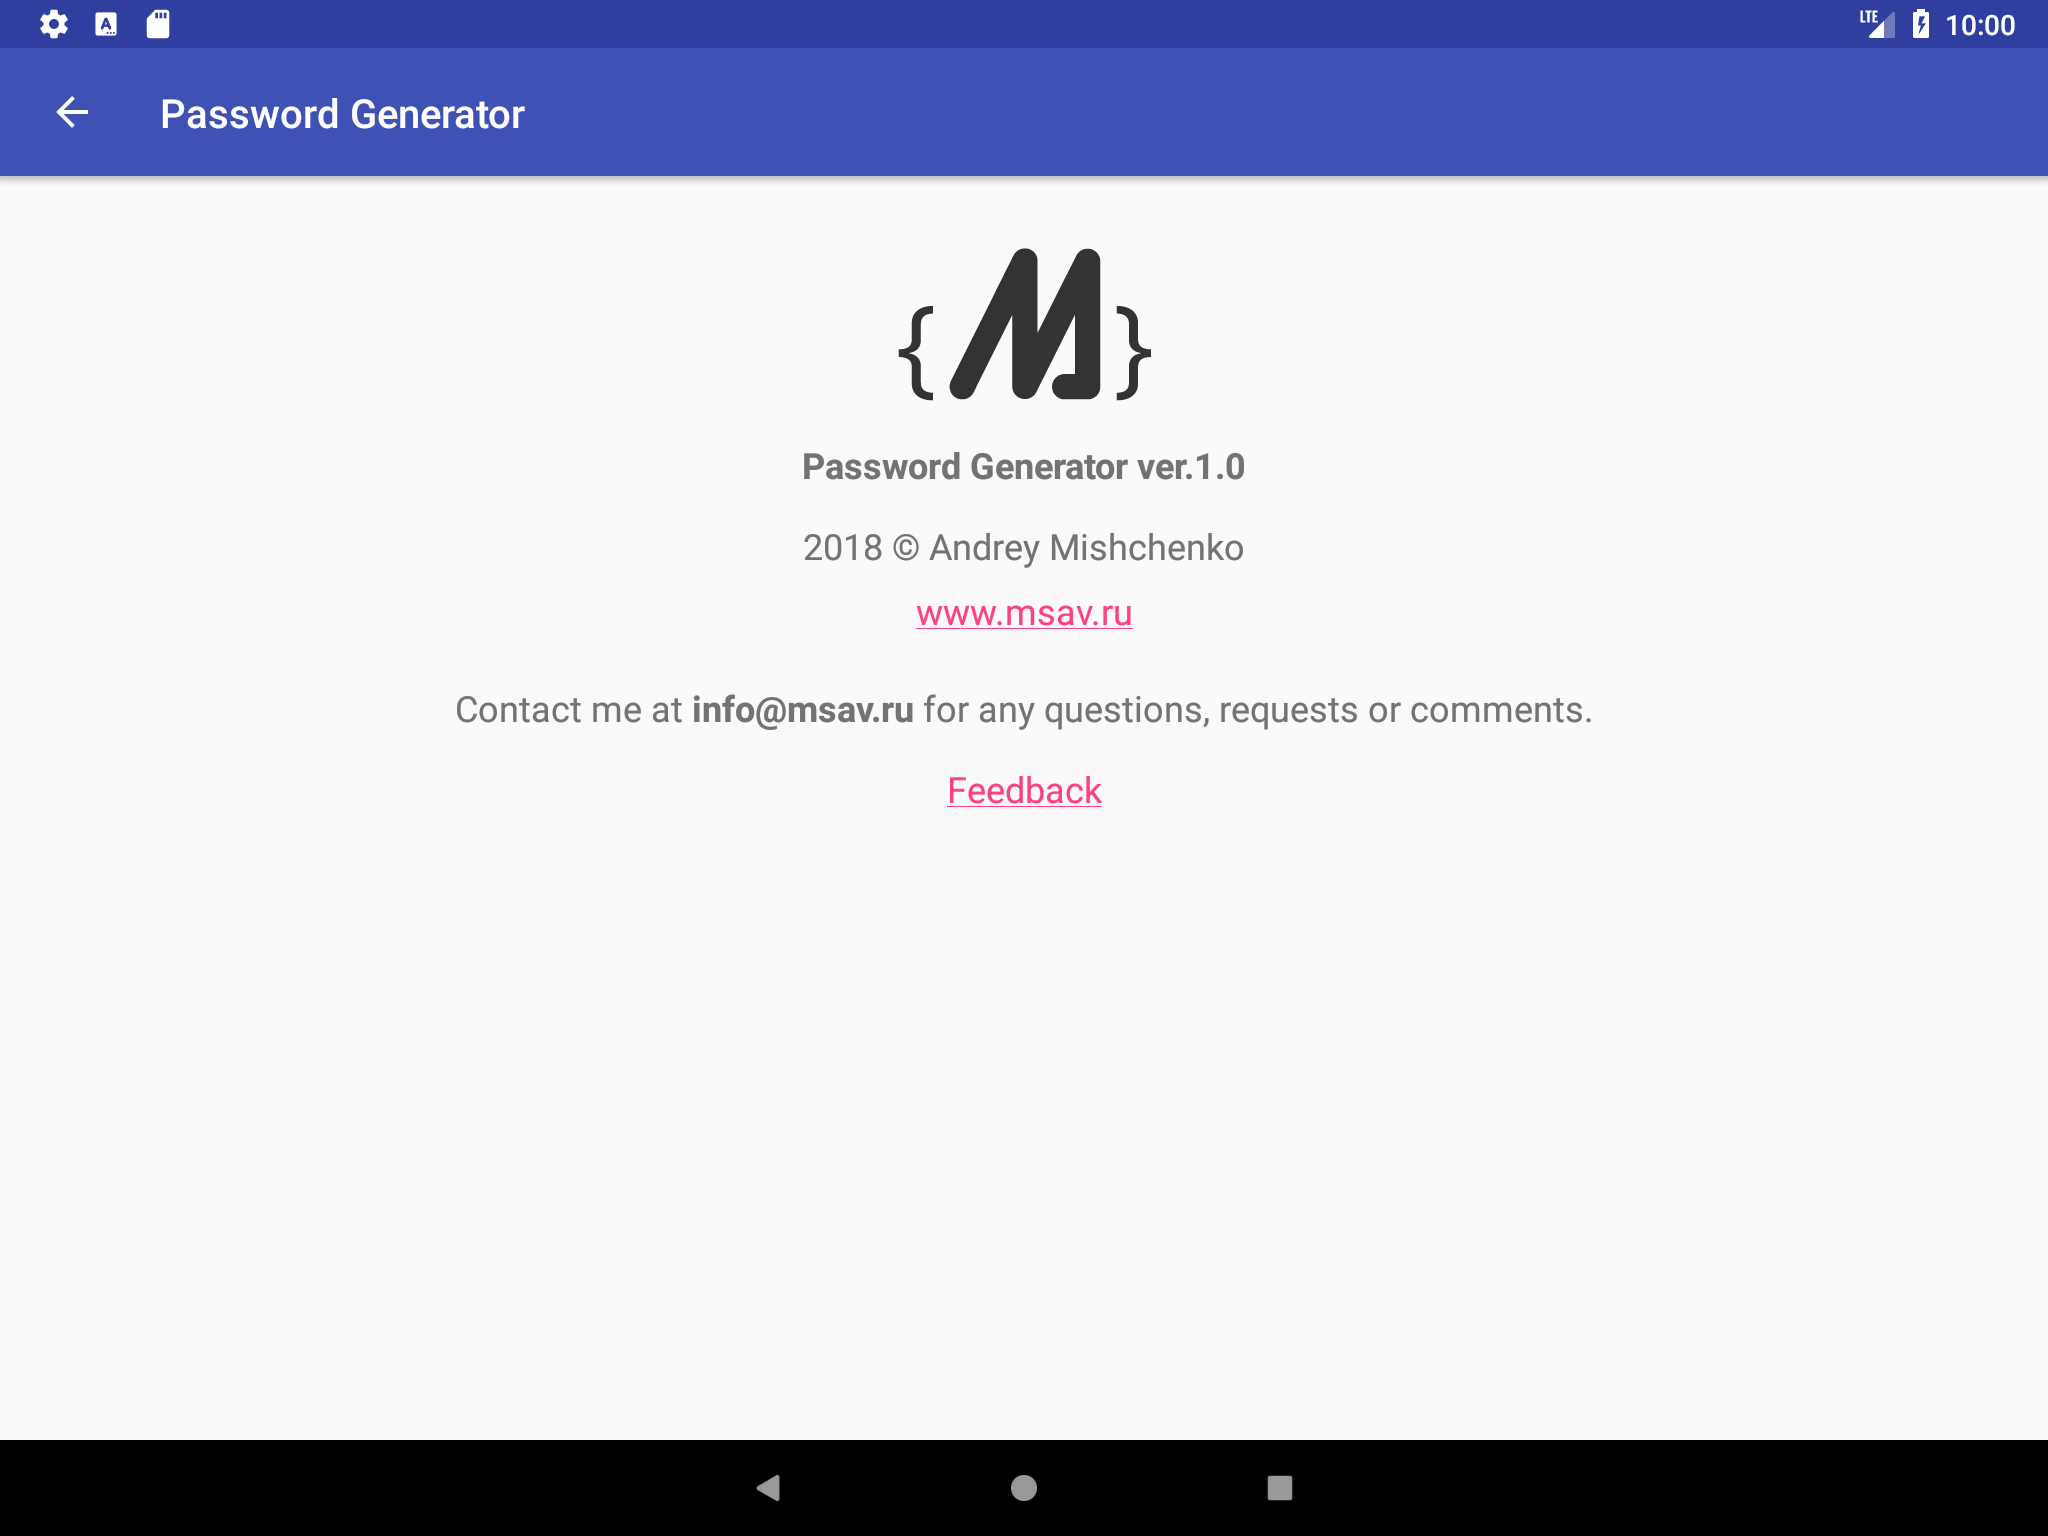 LTE 10:00
Password Generator
{M}
Password Generator ver.1.0
2018 © Andrey Mishchenko
www.msav.ru
Contact me at info@msav.ru for any questions, requests or comments.
Feedback